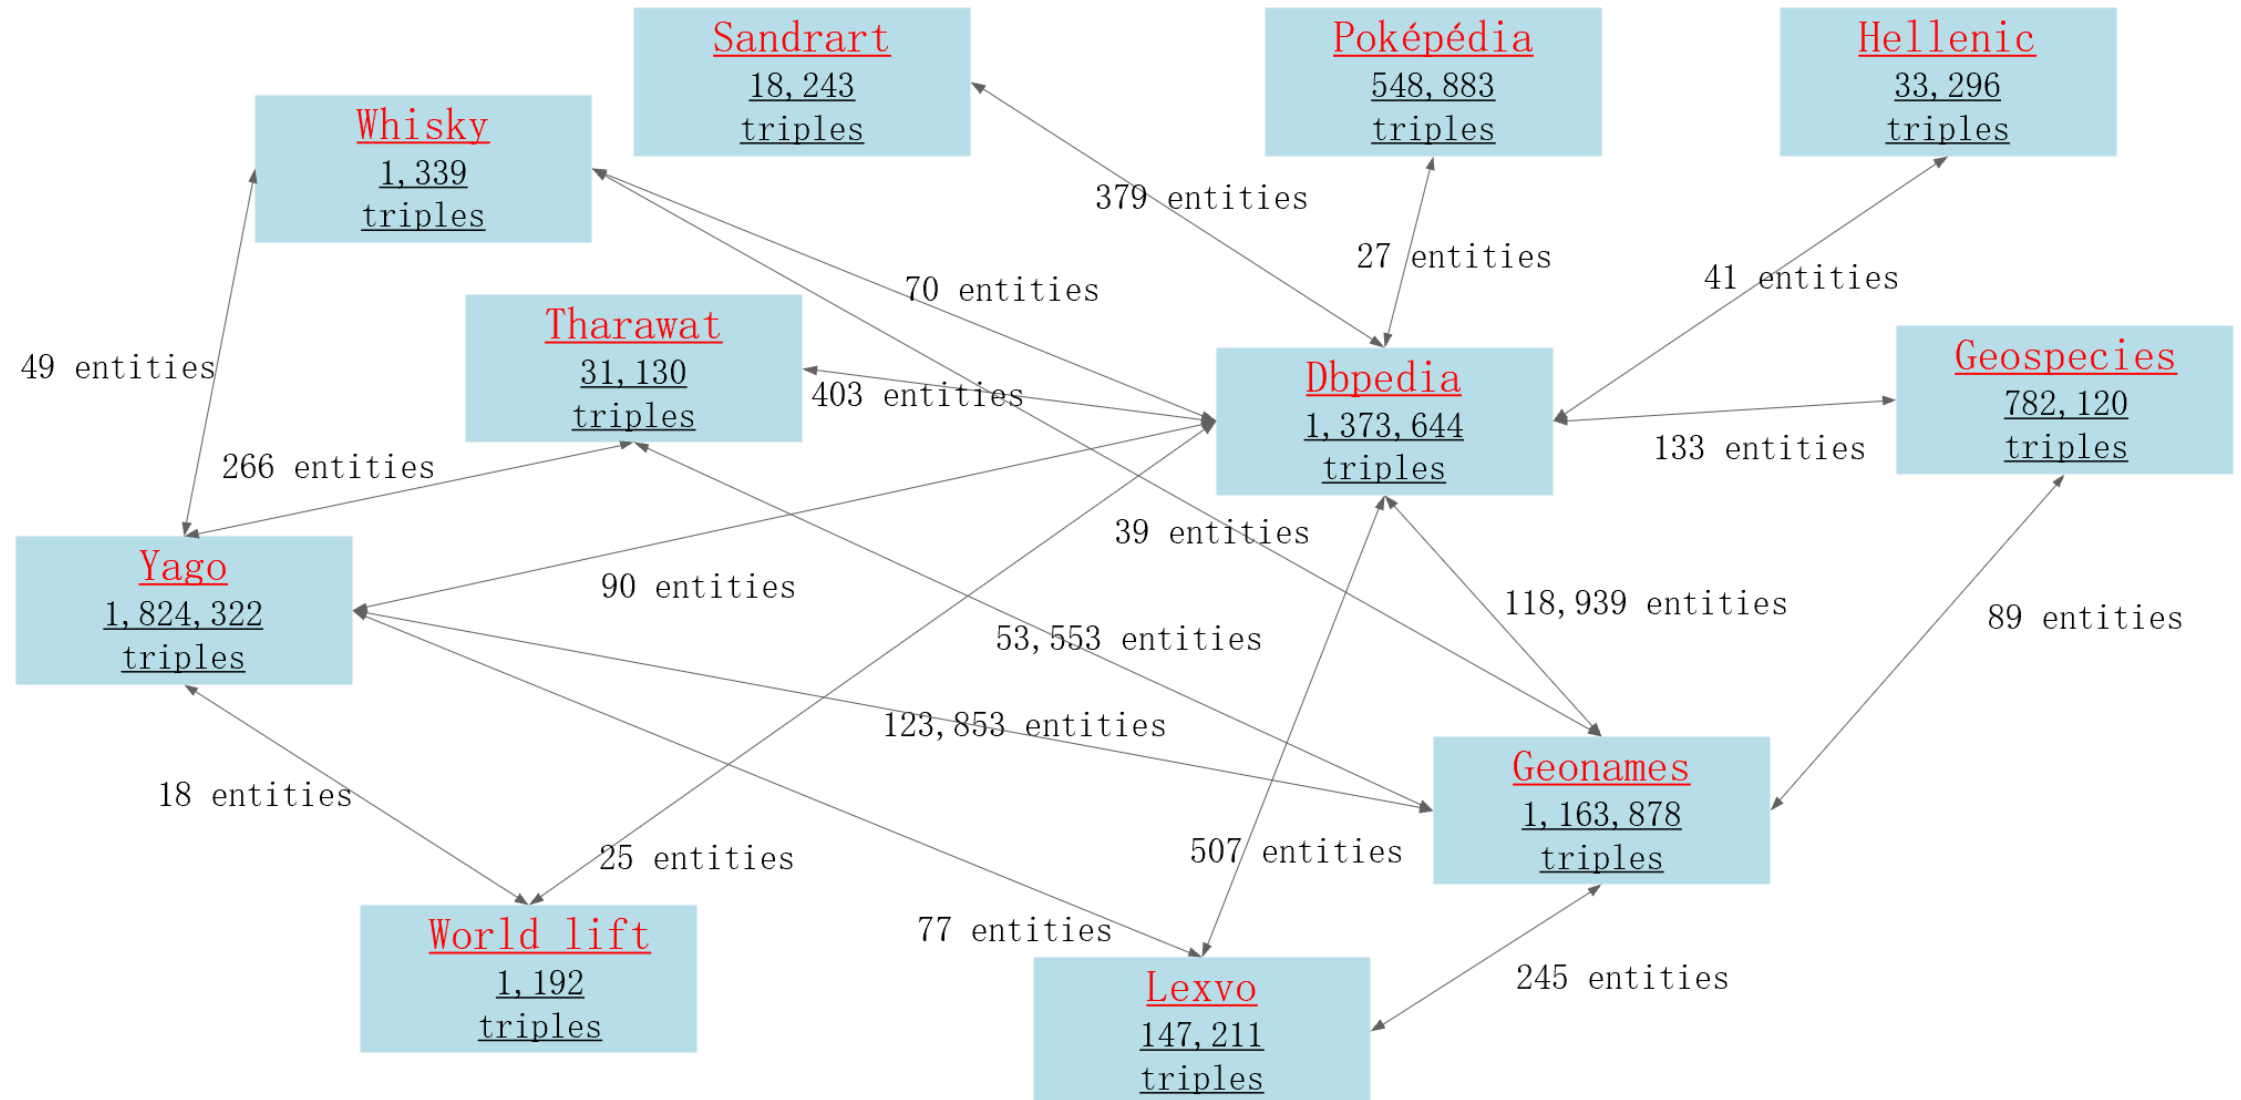 Sandrart
18,243
triples
Poképédia
548,883
triples
Hellenic
33,296
triples
Whisky
1,339
triples
379 entities
27 entities
41 entities
70 entities
Tharawat
31,130
triples
49 entities
403 entities
Dbpedia
1,373,644
triples
Geospecies
782,120
triples
133 entities
266 entities
39 entities
Yago
1,824,322
triples
90 entities
53,553 entities
118,939 entities
89 entities
123,853 entities
Geonames
1,163,878
triples
18 entities
25 entities
507 entities
World lift
1,192
triples
77 entities
245 entities
Lexvo
147,211
triples